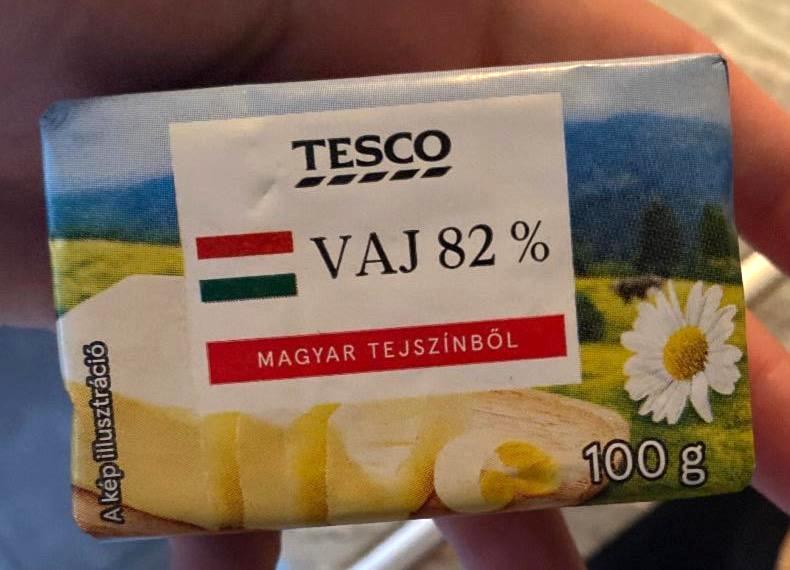 TESCO
VAJ 82 %
MAGYAR TEJSZÍNBŐL
A kép illusztráció
100 g